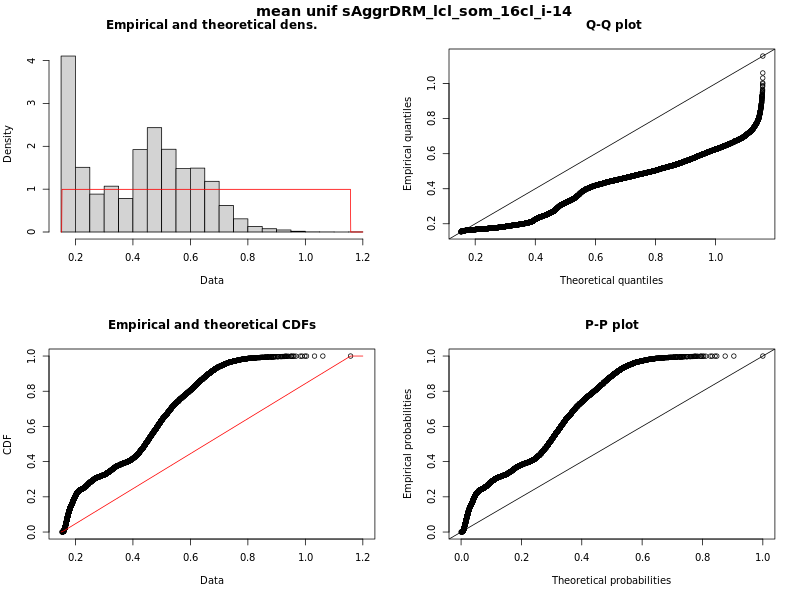 mean unif sAggrDRM_lcl_som_16cl_i-14
Empirical and theoretical dens.
Density
0 1 2 3 4
0.2 0.4 0.6 0.8 1.0 1.2
Data
Q-Q plot
Empirical quantiles
0.2 0.4 0.6 0.8 1.0
0.2 0.4 0.6 0.8 1.0
Theoretical quantiles
Empirical and theoretical CDFs
CDF
0.0 0.2 0.4 0.6 0.8 1.0
0.2 0.4 0.6 0.8 1.0 1.2
Data
P-P plot
Empirical probabilities
0.0 0.2 0.4 0.6 0.8 1.0
0.0 0.2 0.4 0.6 0.8 1.0
Theoretical probabilities